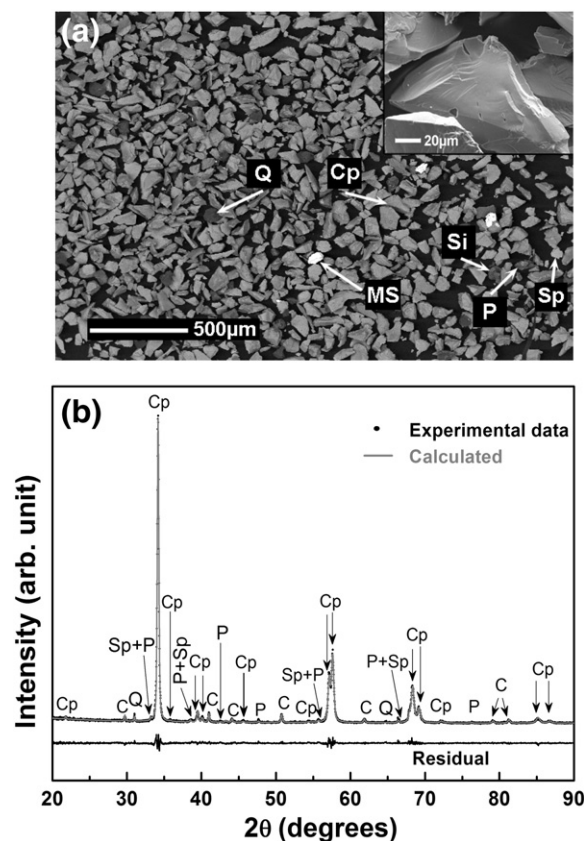 (a)
20µm
Q
Cp
Si
MS
P
Sp
500µm
(b)
Cp
Experimental data
Calculated
Cp
Sp+P
P+Sp
Cp
P
Cp
Sp+P
Cp
P+Sp
Cp
C
Cp
Cp
C
Q
C
C
P
C
Cp
C
Q
Cp
P
Residual
20 30 40 50 60 70 80 90
2θ (degrees)
Intensity (arb. unit)